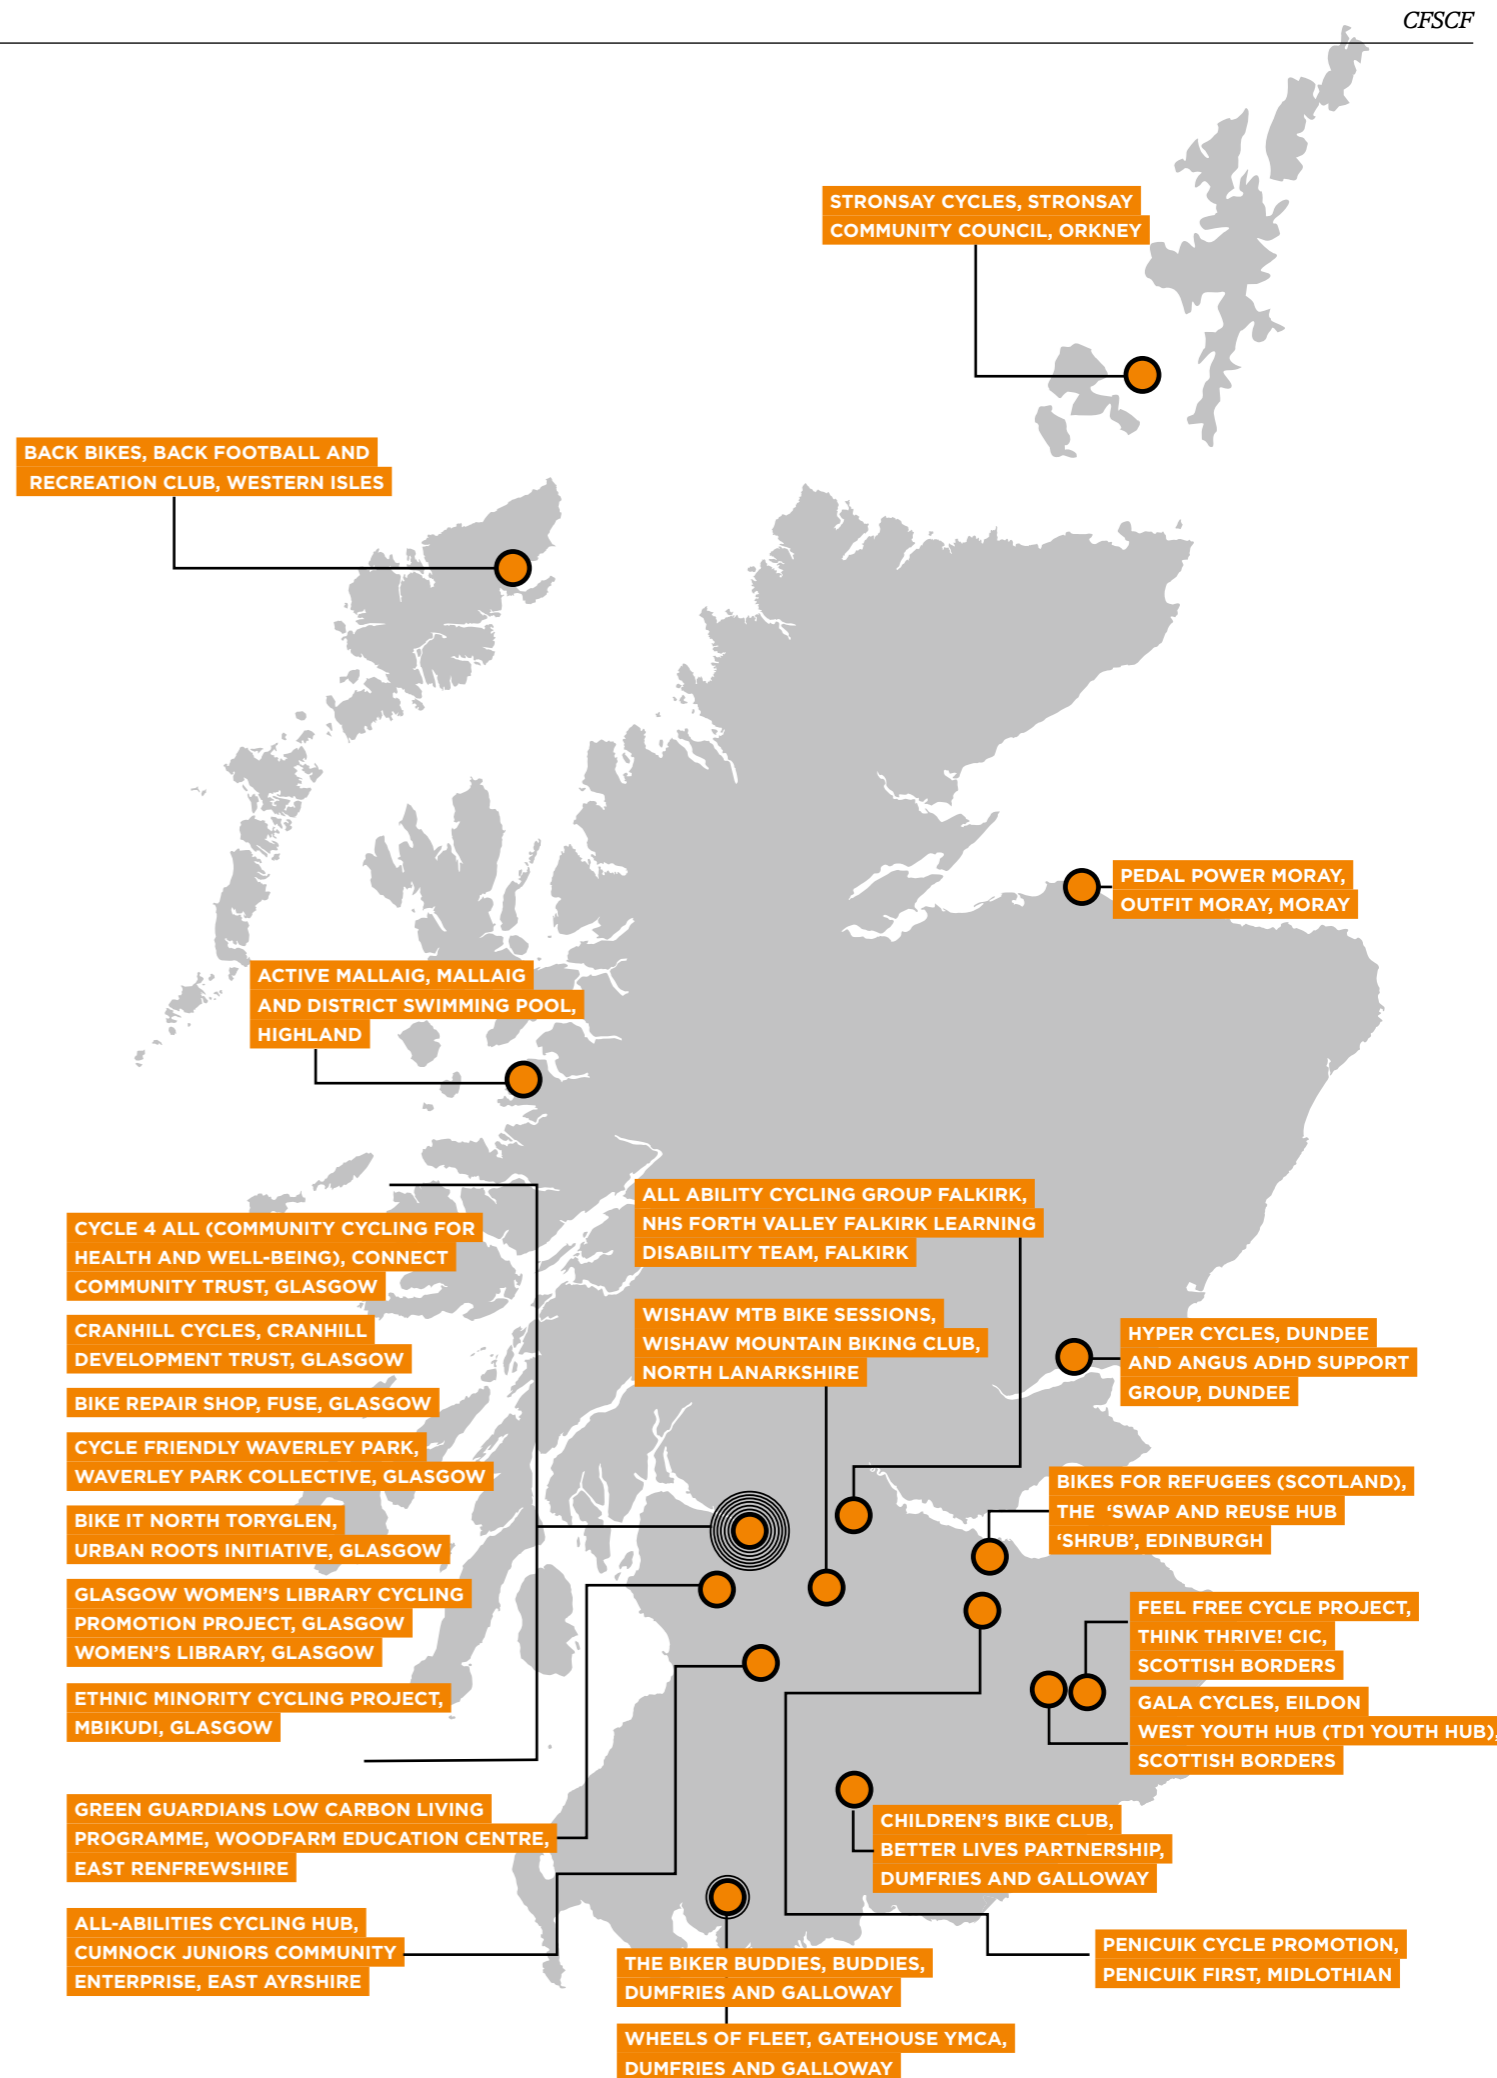 CFSCF
STRONSAY CYCLES, STRONSAY
COMMUNITY COUNCIL, ORKNEY
BACK BIKES, BACK FOOTBALL AND
RECREATION CLUB, WESTERN ISLES
PEDAL POWER MORAY,
OUTFIT MORAY, MORAY
ACTIVE MALLAIG, MALLAIG
AND DISTRICT SWIMMING POOL,
HIGHLAND
ALL ABILITY CYCLING GROUP FALKIRK,
NHS FORTH VALLEY FALKIRK LEARNING
DISABILITY TEAM, FALKIRK
CYCLE 4 ALL (COMMUNITY CYCLING FOR
HEALTH AND WELL-BEING), CONNECT
COMMUNITY TRUST, GLASGOW
CRANHILL CYCLES, CRANHILL
DEVELOPMENT TRUST, GLASGOW
BIKE REPAIR SHOP, FUSE, GLASGOW
CYCLE FRIENDLY WAVERLEY PARK,
WAVERLEY PARK COLLECTIVE, GLASGOW
BIKE IT NORTH TORYGLEN,
URBAN ROOTS INITIATIVE, GLASGOW
GLASGOW WOMEN'S LIBRARY CYCLING
PROMOTION PROJECT, GLASGOW
WOMEN'S LIBRARY, GLASGOW
ETHNIC MINORITY CYCLING PROJECT,
MBIKUDI, GLASGOW
WISHAW MTB BIKE SESSIONS,
WISHAW MOUNTAIN BIKING CLUB,
NORTH LANARKSHIRE
HYPER CYCLES, DUNDEE
AND ANGUS ADHD SUPPORT
GROUP, DUNDEE
BIKES FOR REFUGEES (SCOTLAND),
THE ‘SWAP AND REUSE HUB
‘SHRUB’, EDINBURGH
FEEL FREE CYCLE PROJECT,
THINK THRIVE! CIC,
SCOTTISH BORDERS
GALA CYCLES, EILDON
WEST YOUTH HUB (TD1 YOUTH HUB),
SCOTTISH BORDERS
GREEN GUARDIANS LOW CARBON LIVING
PROGRAMME, WOODFARM EDUCATION CENTRE,
EAST RENFREWSHIRE
CHILDREN'S BIKE CLUB,
BETTER LIVES PARTNERSHIP,
DUMFRIES AND GALLOWAY
ALL-ABILITIES CYCLING HUB,
CUMNOCK JUNIORS COMMUNITY
ENTERPRISE, EAST AYRSHIRE
THE BIKER BUDDIES, BUDDIES,
DUMFRIES AND GALLOWAY
PENICUIK CYCLE PROMOTION,
PENICUIK FIRST, MIDLOTHIAN
WHEELS OF FLEET, GATEHOUSE YMCA,
DUMFRIES AND GALLOWAY